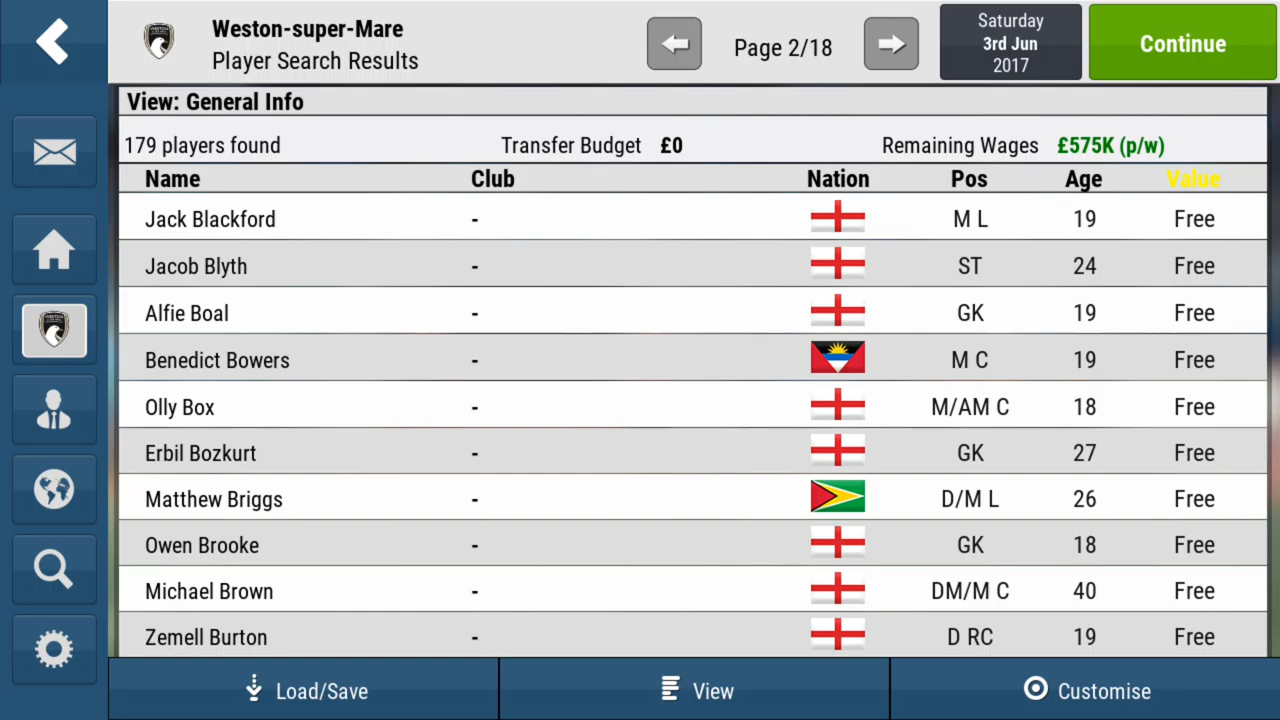 Weston-super-Mare
Player Search Results
Page 2/18
Saturday
3rd Jun
2017
Continue
View: General Info
179 players found Transfer Budget £0 Remaining Wages £575K (p/w)
Name Club Nation Pos Age Value
Jack Blackford - M L 19 Free
Jacob Blyth - ST 24 Free
Alfie Boal - GK 19 Free
Benedict Bowers - M C 19 Free
Olly Box - M/AM C 18 Free
Erbil Bozkurt - GK 27 Free
Matthew Briggs - D/M L 26 Free
Owen Brooke - GK 18 Free
Michael Brown - DM/M C 40 Free
Zemell Burton - D RC 19 Free
Load/Save View Customise